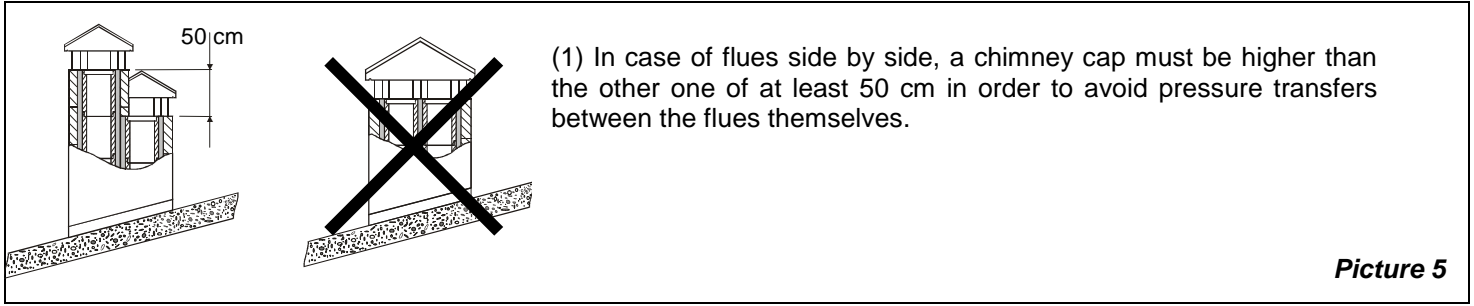 50 cm
(1) In case of flues side by side, a chimney cap must be higher than
the other one of at least 50 cm in order to avoid pressure transfers
between the flues themselves.
Picture 5